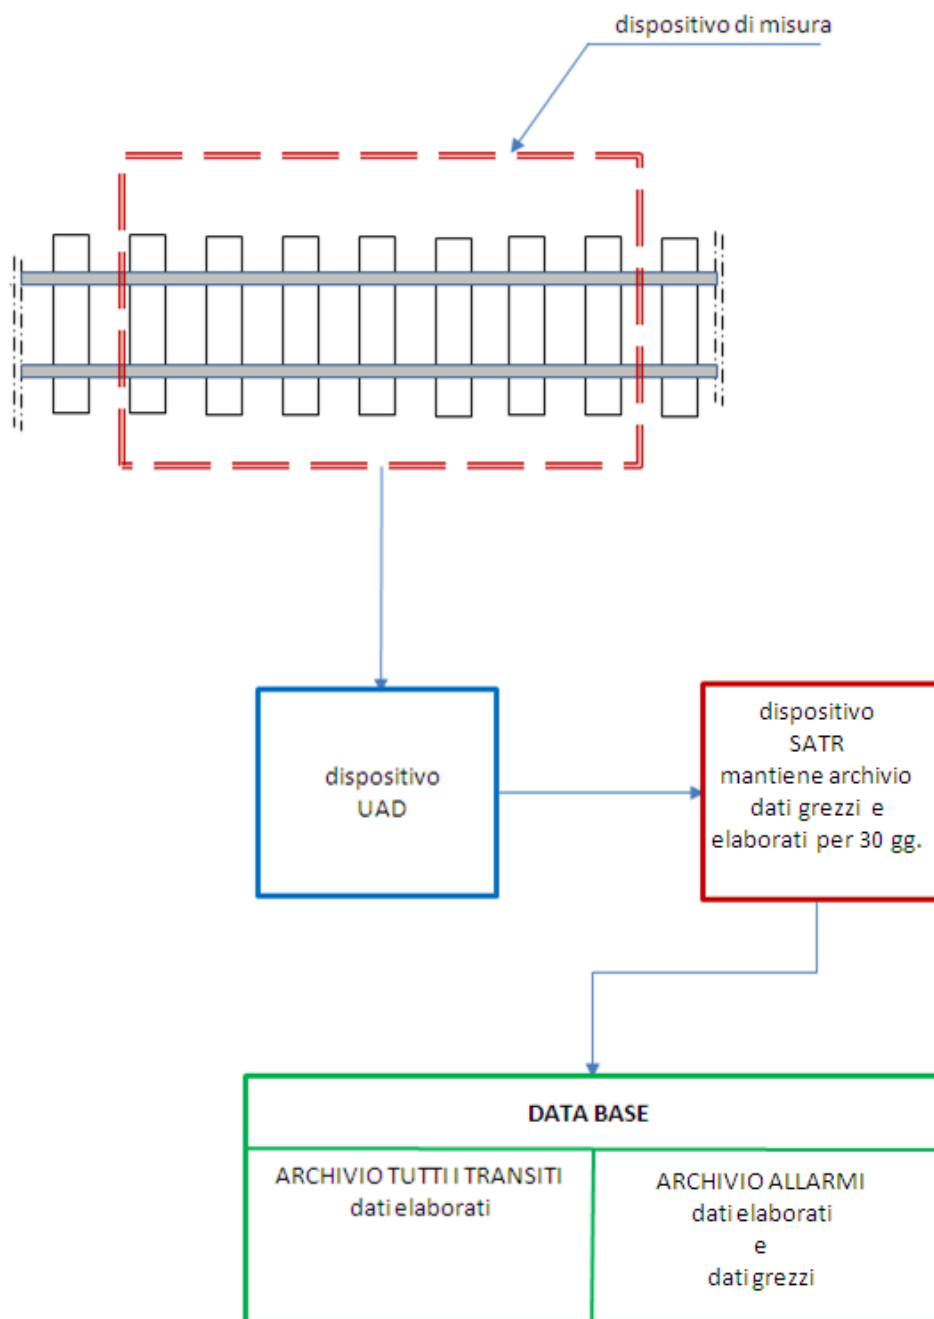 dispositivo di misura
dispositivo
UAD
dispositivo
SATR
mantiene archivio
dati grezzi e
elaborati per 30 gg.
DATA BASE
ARCHIVIO TUTTI I TRANSITI
dati elaborati
ARCHIVIO ALLARMI
dati elaborati
e
dati grezzi